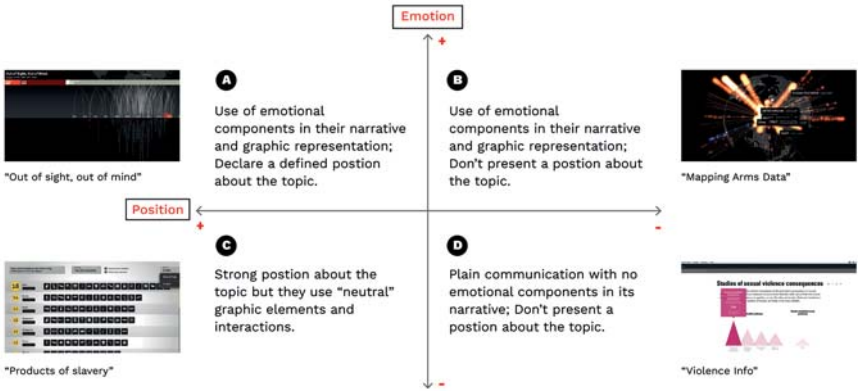 Emotion
+
A
Use of emotional
components in their narrative
and graphic representation;
Declare a defined postion
about the topic.
B
Use of emotional
components in their narrative
and graphic representation;
Don't present a postion about
the topic.
"Out of sight, out of mind"
"Mapping Arms Data"
Position
+
-
C
Strong postion about the
topic but they use "neutral"
graphic elements and
interactions.
D
Plain communication with no
emotional components in its
narrative; Don't present a
postion about the topic.
Studies of sexual violence consequences
"Products of slavery"
"Violence Info"
-